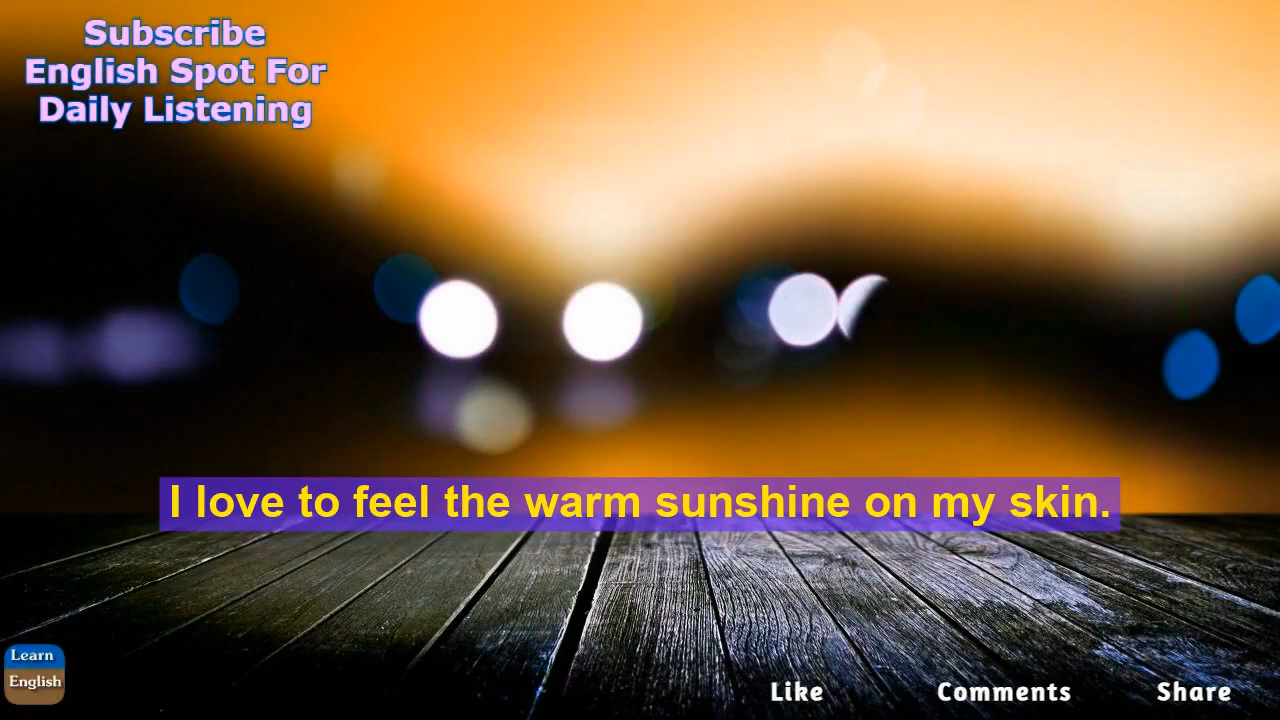 Subscribe
English Spot For
Daily Listening
I love to feel the warm sunshine on my skin.
Learn
English
Like Comments Share